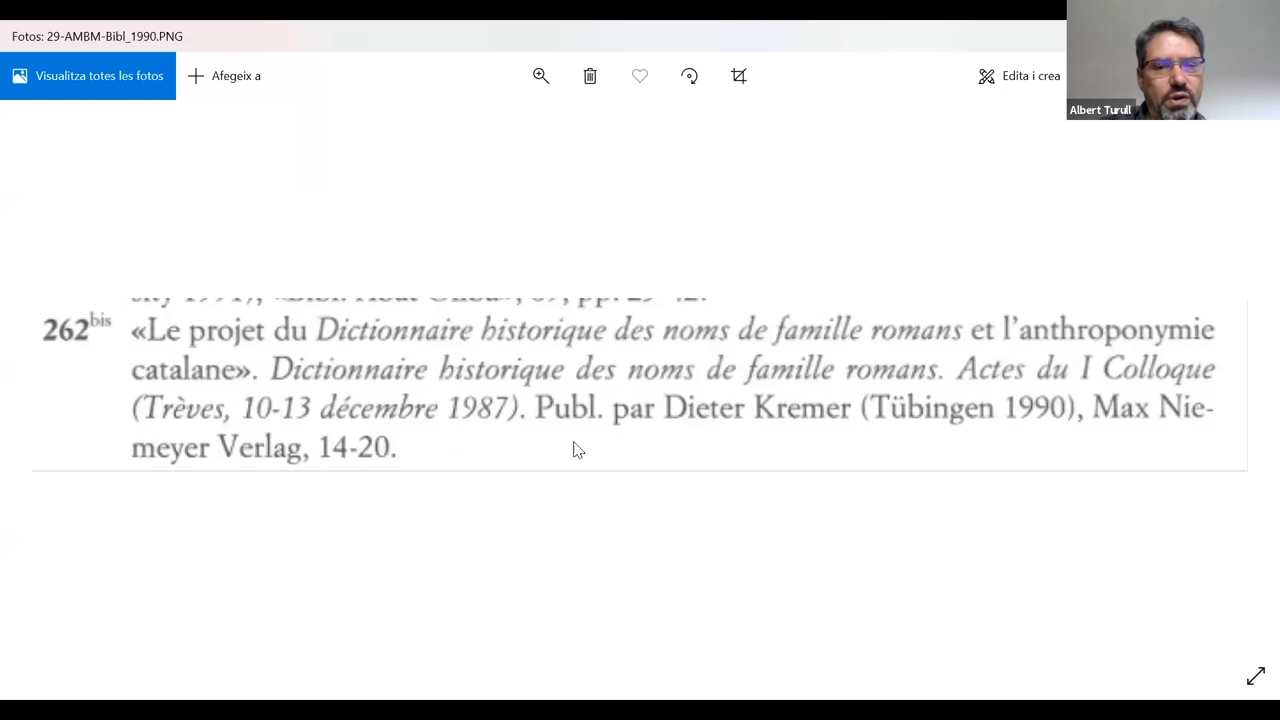 Fotos: 29-AMBM-Bibl_1990.PNG
Visualitza totes les fotos
Afegeix a
Edita i crea
Albert Turull
262bis «Le projet du Dictionnaire historique des noms de famille romans et l’anthroponymie
catalane». Dictionnaire historique des noms de famille romans. Actes du I Colloque
(Trèves, 10-13 décembre 1987). Publ. par Dieter Kremer (Tübingen 1990), Max Nie-
meyer Verlag, 14-20.